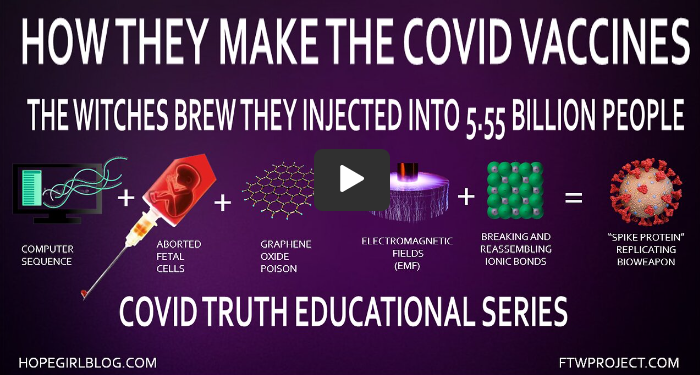 HOW THEY MAKE THE COVID VACCINES
THE WITCHES BREW THEY INJECTED INTO 5.55 BILLION PEOPLE
+ + + =
COMPUTER
SEQUENCE
ABORTED
FETAL
CELLS
GRAPHENE
OXIDE
POISON
ELECTROMAGNETIC
FIELDS
(EMF)
BREAKING AND
REASSEMBLING
IONIC BONDS
"SPIKE PROTEIN"
REPLICATING
BIOWEAPON
COVID TRUTH EDUCATIONAL SERIES
HOPEGIRLBLOG.COM
FTWPROJECT.COM